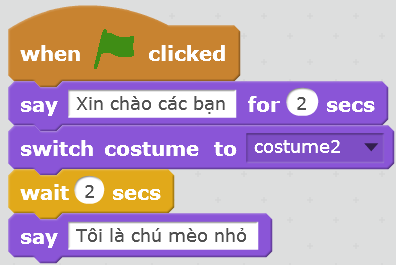 when clicked
say Xin chào các bạn for 2 secs
switch costume to costume2
wait 2 secs
say Tôi là chú mèo nhỏ